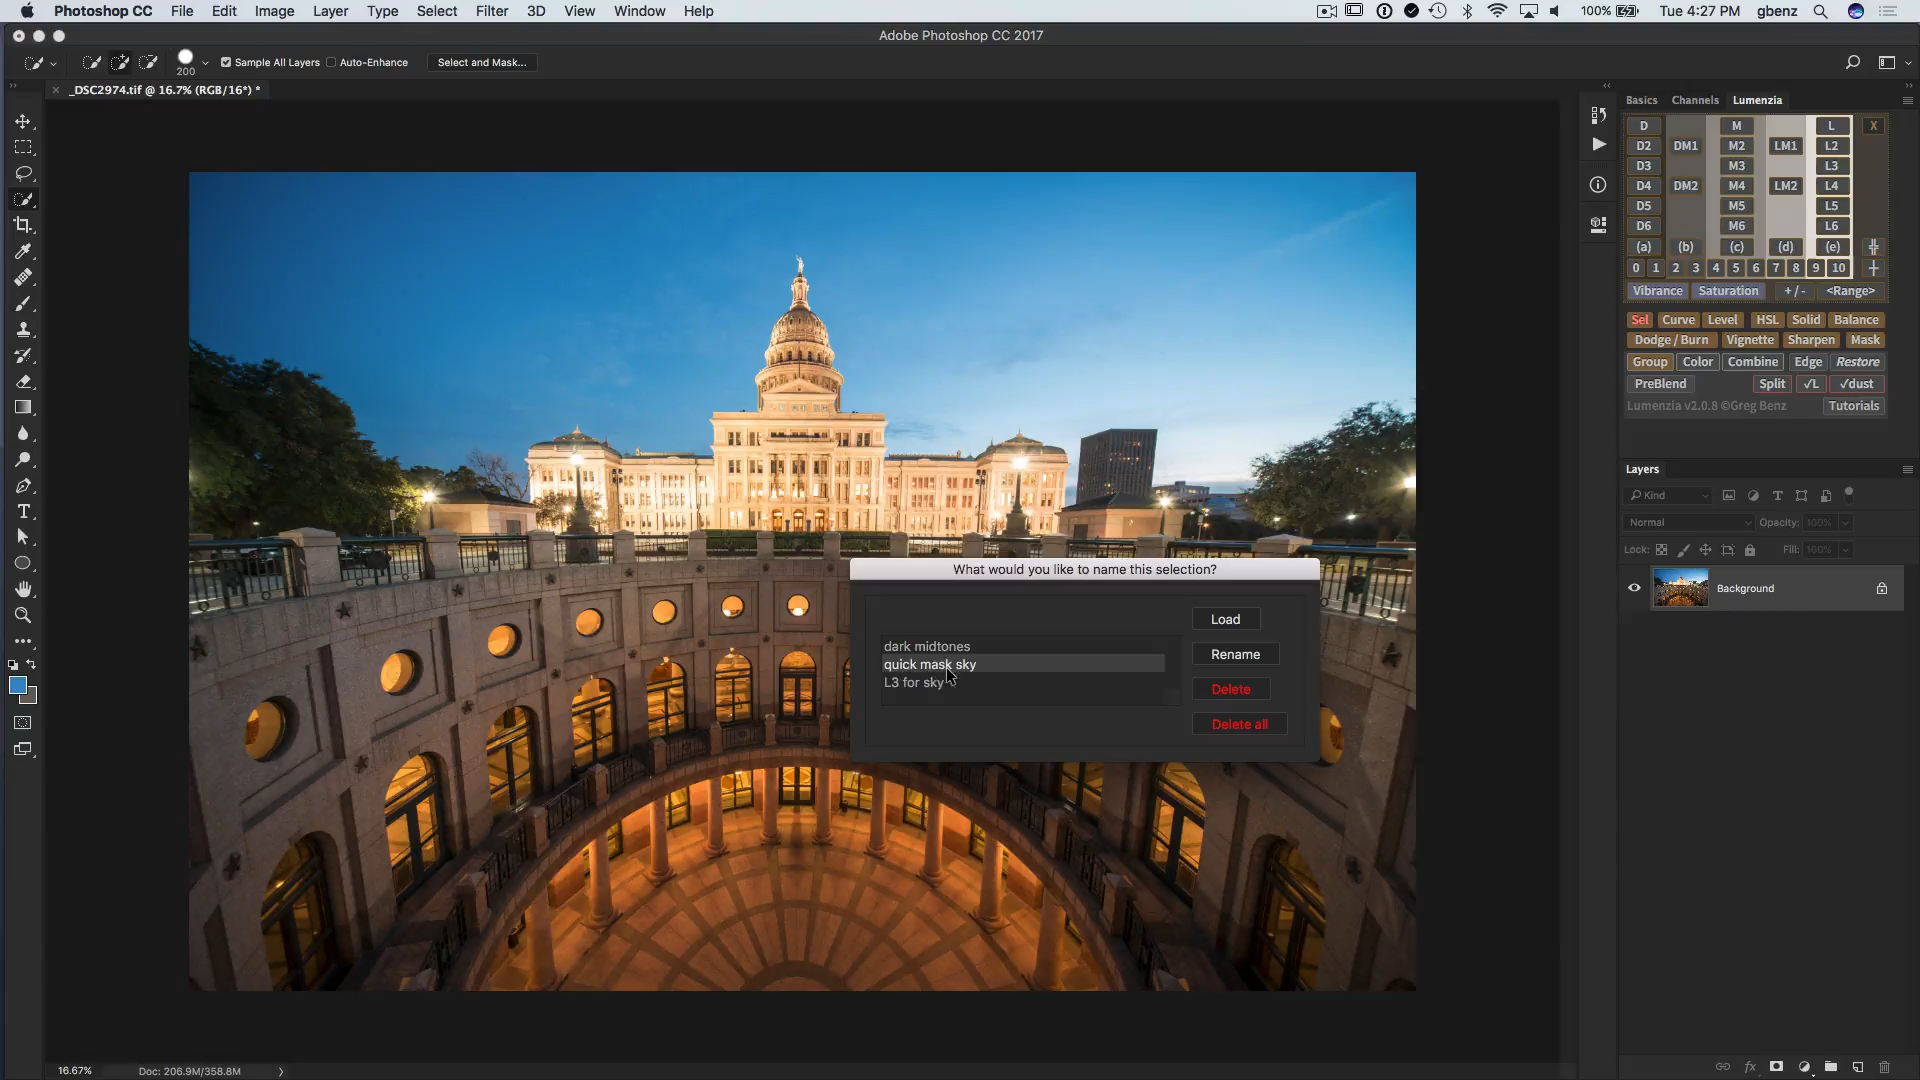 Photoshop CC File Edit Image Layer Type Select Filter 3D View Window Help 100% Tue 4:27 PM gbenz
Adobe Photoshop CC 2017
200 Sample All Layers Auto-Enhance Select and Mask...
_DSC2974.tif @ 16.7% (RGB/16*) *
Basics Channels Lumenzia
D M L X
D2 DM1 M2 LM1 L2
D3 M3 L3
D4 DM2 M4 LM2 L4
D5 M5 L5
D6 M6 L6
(a) (b) (c) (d) (e)
0 1 2 3 4 5 6 7 8 9 10
Vibrance Saturation +/- <Range>
Sel Curve Level HSL Solid Balance
Dodge / Burn Vignette Sharpen Mask
Group Color Combine Edge Restore
PreBlend Split √L √dust
Lumenzia v2.0.8 ©Greg Benz Tutorials
Layers
Kind
Normal Opacity: 100%
Lock: Fill: 100%
Background
What would you like to name this selection?
dark midtones
quick mask sky
L3 for sky
Load
Rename
Delete
Delete all
16.67% Doc: 206.9M/358.8M